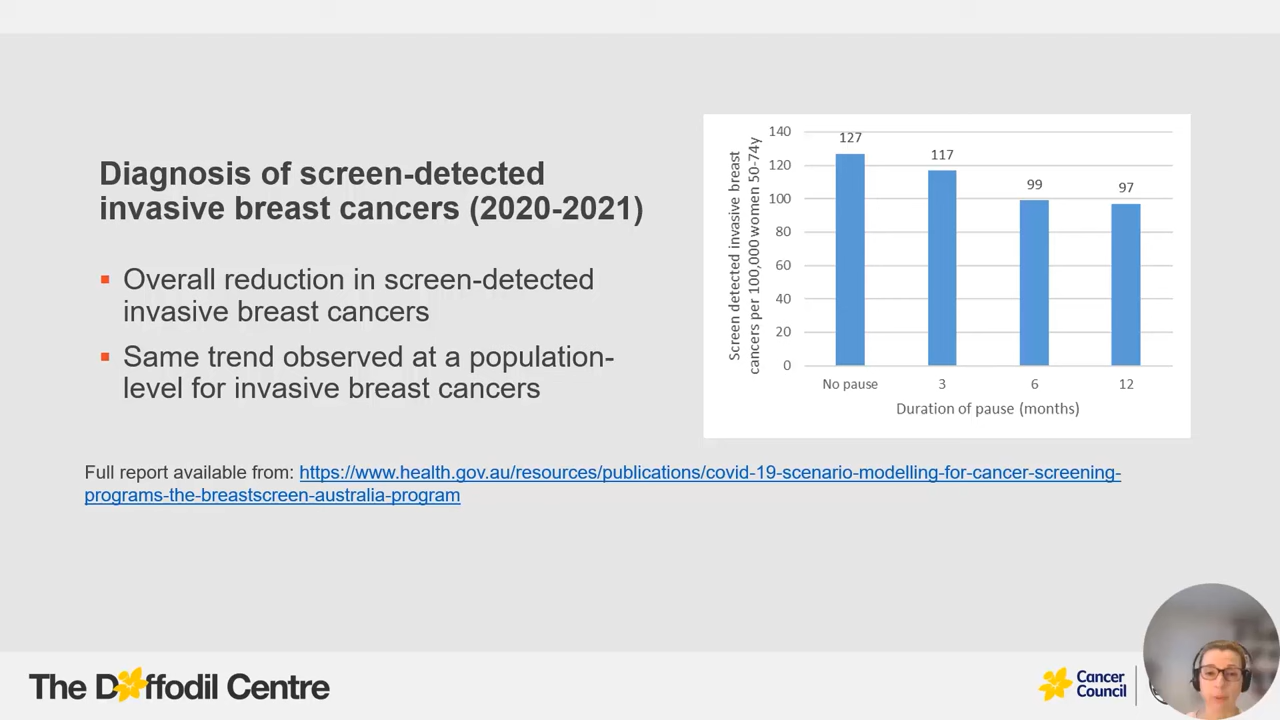 Diagnosis of screen-detected
invasive breast cancers (2020-2021)
▪ Overall reduction in screen-detected
invasive breast cancers
▪ Same trend observed at a population-
level for invasive breast cancers
Screen detected invasive breast
cancers per 100,000 women 50-74y
140
120
100
80
60
40
20
0
127
117
99
97
No pause 3 6 12
Duration of pause (months)
Full report available from: https://www.health.gov.au/resources/publications/covid-19-scenario-modelling-for-cancer-screening-
programs-the-breastscreen-australia-program
The Daffodil Centre
Cancer
Council